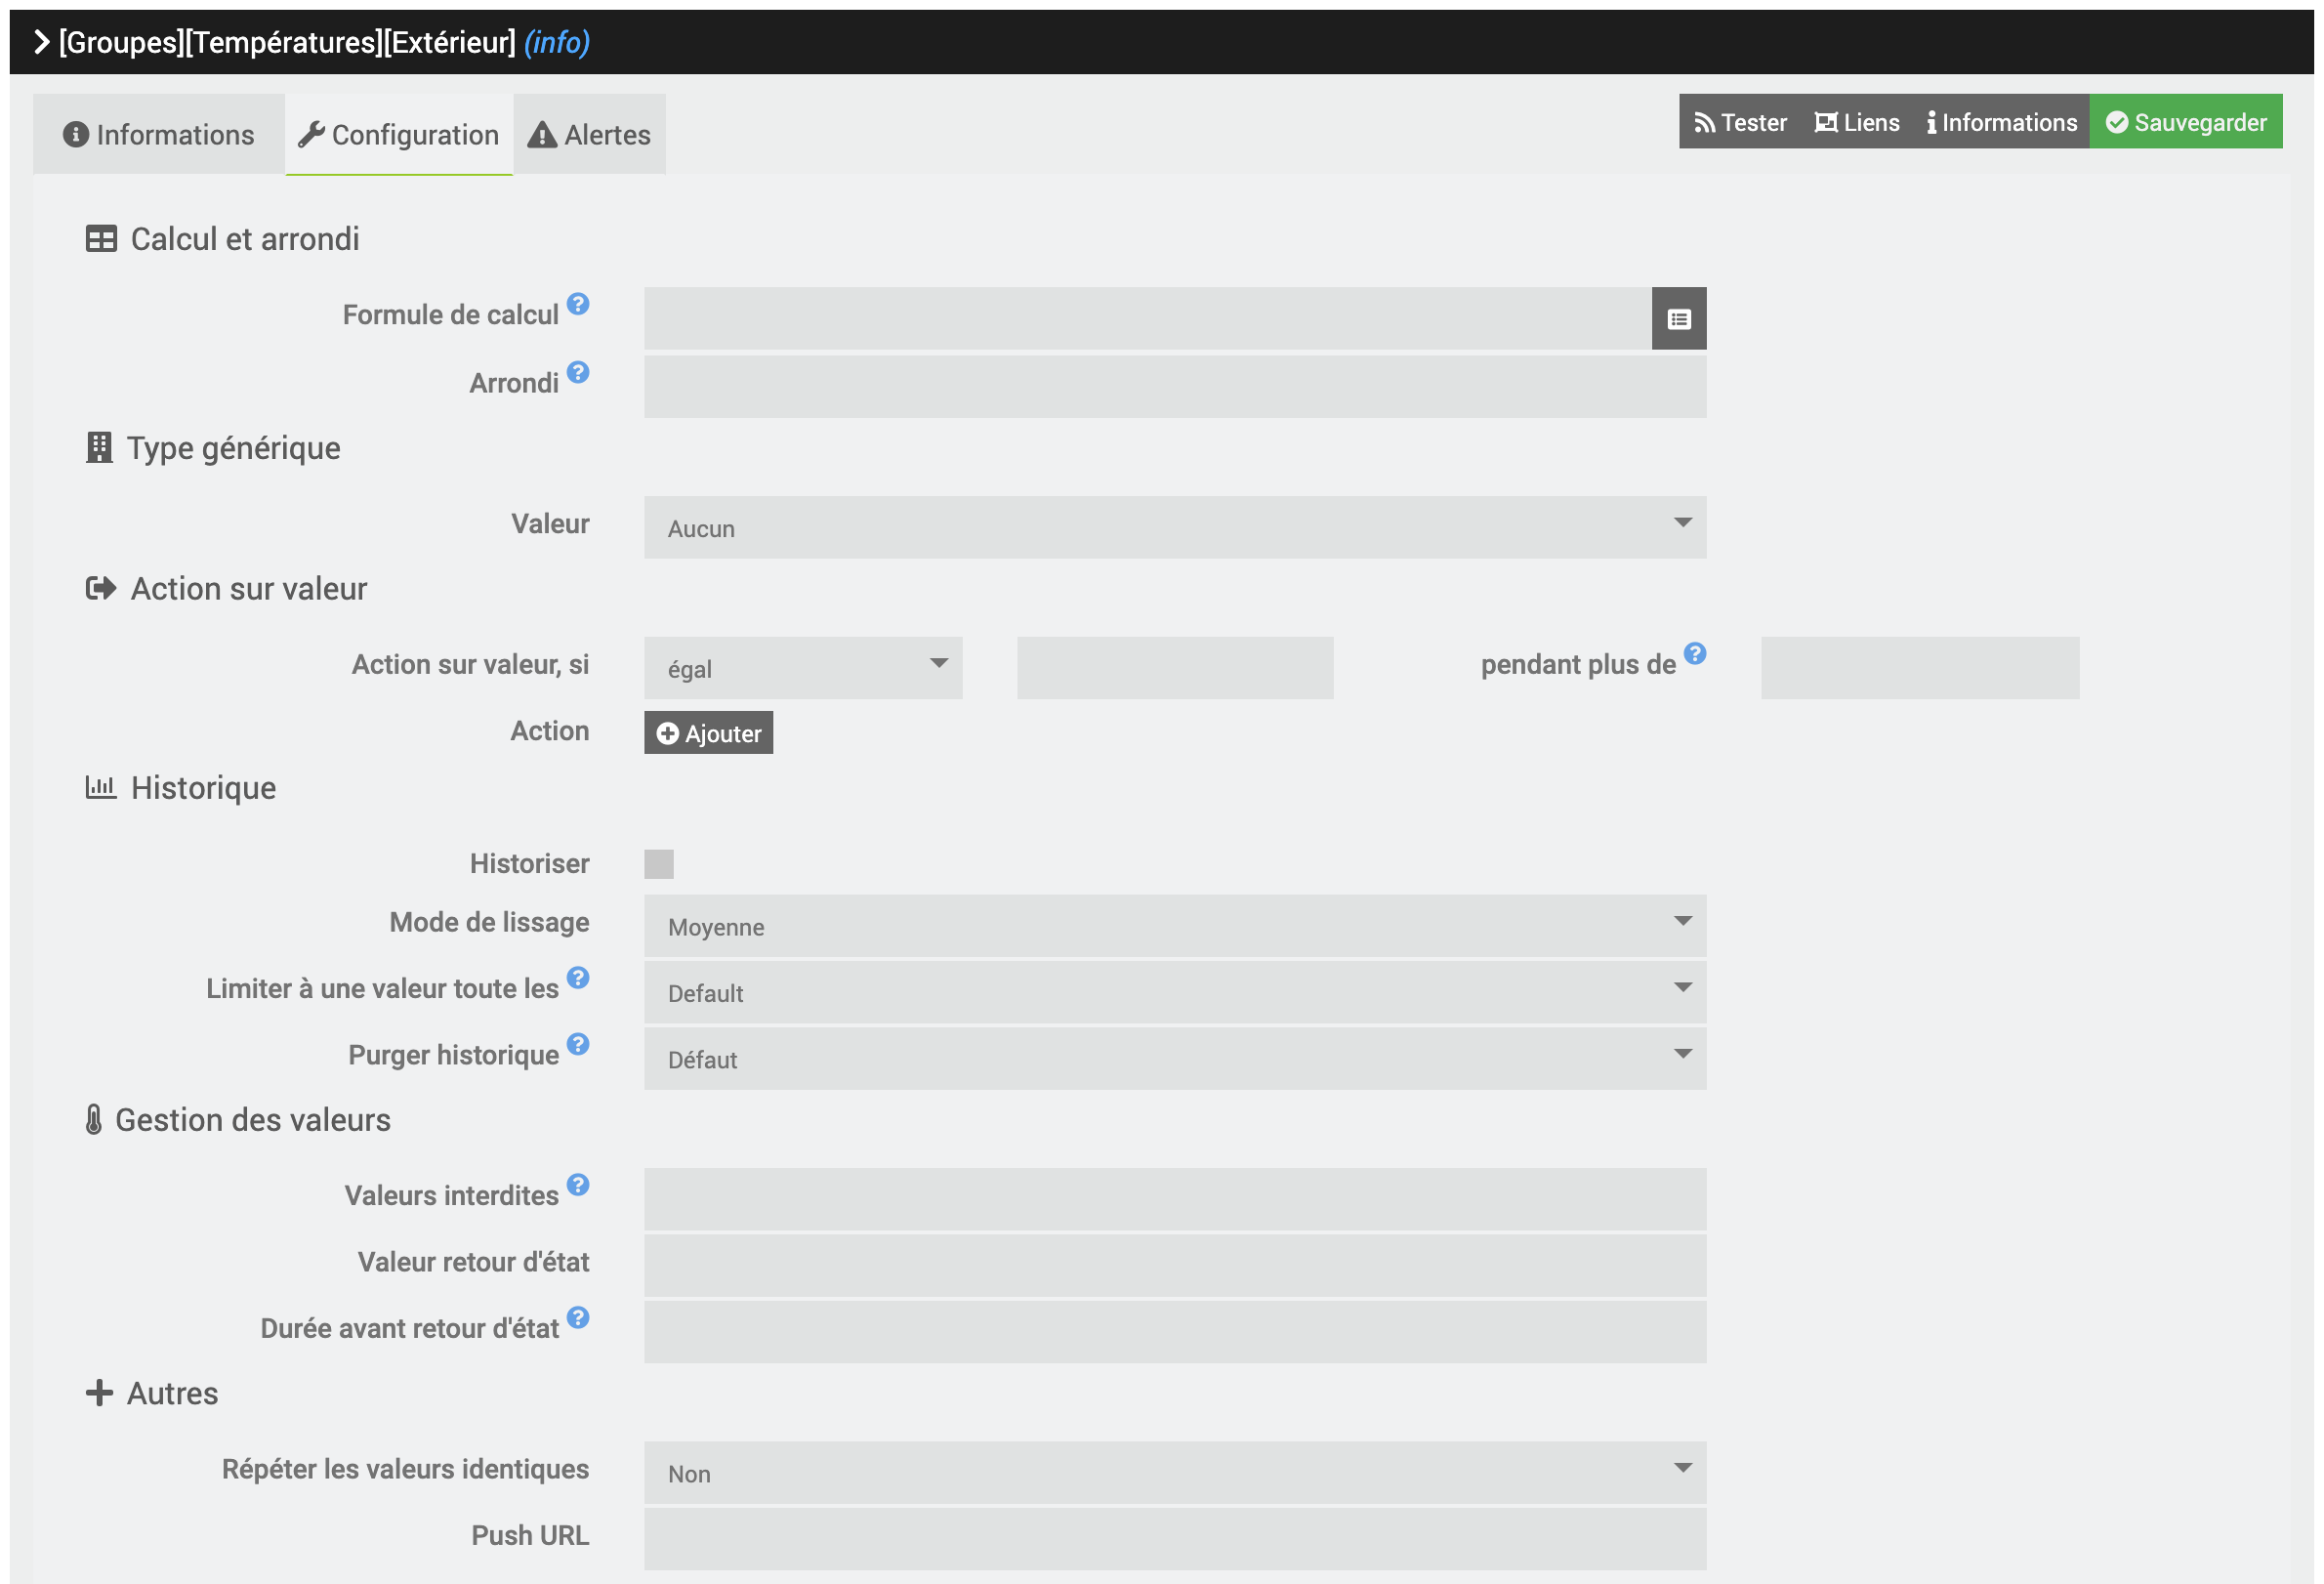 [Groupes][Températures][Extérieur] (info)
Informations Configuration Alertes
Tester Liens Informations Sauvegarder
Calcul et arrondi
Formule de calcul ?
Arrondi ?
Type générique
Valeur Aucun
Action sur valeur
Action sur valeur, si égal pendant plus de ?
Action Ajouter
Historique
Historiser
Mode de lissage Moyenne
Limiter à une valeur toute les ? Default
Purger historique ? Défaut
Gestion des valeurs
Valeurs interdites ?
Valeur retour d'état
Durée avant retour d'état ?
Autres
Répéter les valeurs identiques Non
Push URL